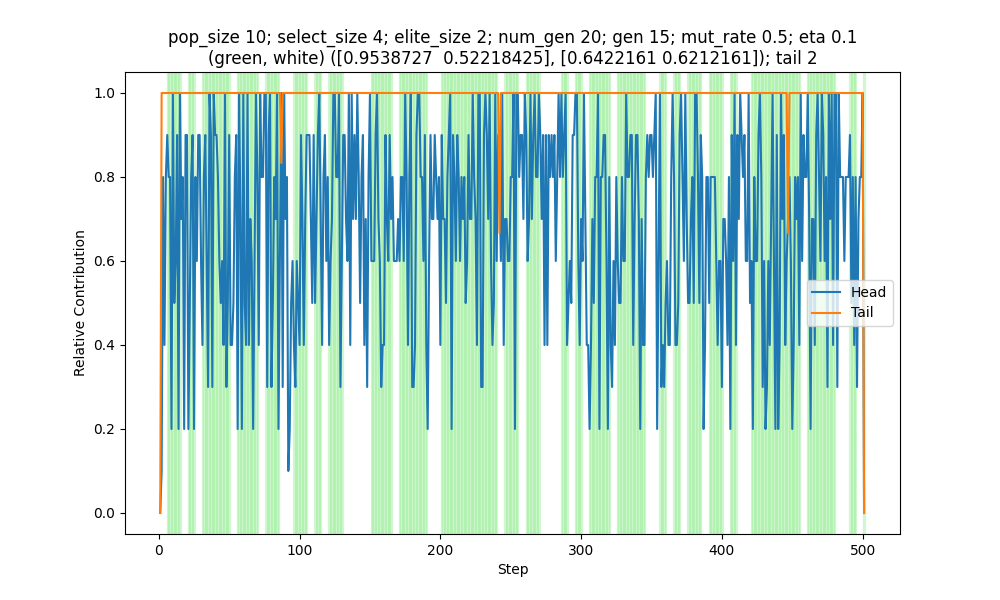 pop_size 10; select_size 4; elite_size 2; num_gen 20; gen 15; mut_rate 0.5; eta 0.1
(green, white) ([0.9538727  0.52218425], [0.6422161 0.6212161]); tail 2
1.0
0.8
0.6
0.4
0.2
0.0
Relative Contribution
Head
Tail
0
100
200
300
400
500
Step